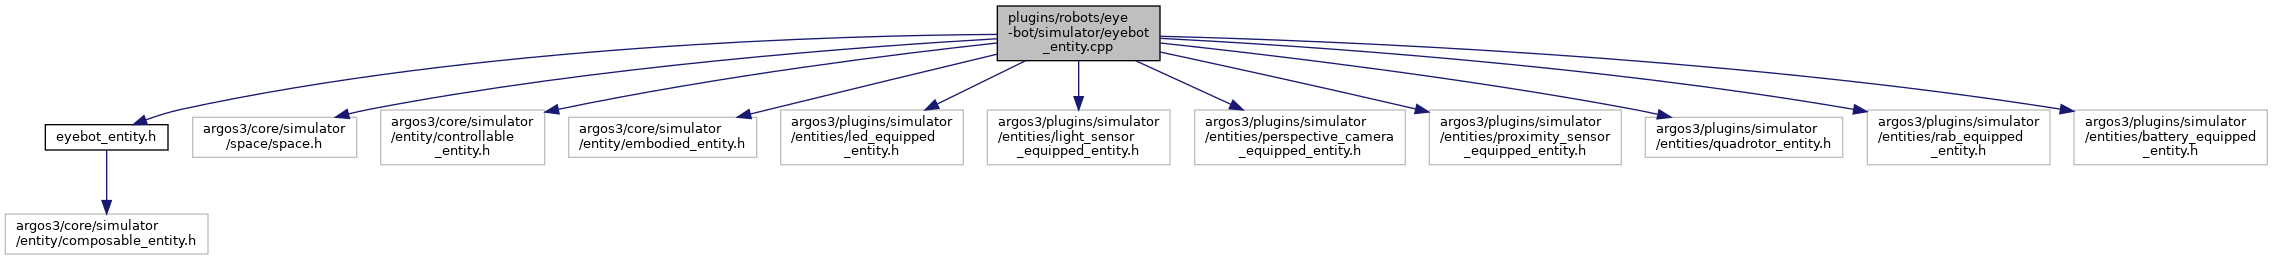 plugins/robots/eye
-bot/simulator/eyebot
_entity.cpp
eyebot_entity.h
argos3/core/simulator
/space/space.h
argos3/core/simulator
/entity/controllable
_entity.h
argos3/core/simulator
/entity/embodied_entity.h
argos3/plugins/simulator
/entities/led_equipped
_entity.h
argos3/plugins/simulator
/entities/light_sensor
_equipped_entity.h
argos3/plugins/simulator
/entities/perspective_camera
_equipped_entity.h
argos3/plugins/simulator
/entities/proximity_sensor
_equipped_entity.h
argos3/plugins/simulator
/entities/quadrotor_entity.h
argos3/plugins/simulator
/entities/rab_equipped
_entity.h
argos3/plugins/simulator
/entities/battery_equipped
_entity.h
argos3/core/simulator
/entity/composable_entity.h